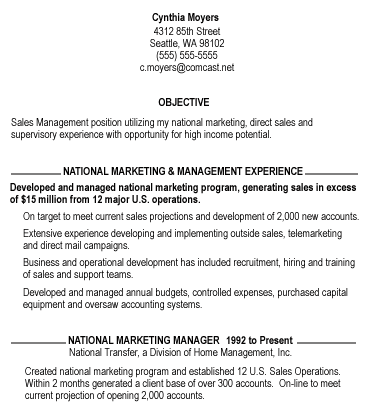 Cynthia Moyers
4312 85th Street
Seattle, WA 98102
(555) 555-5555
c.moyers@comcast.net
OBJECTIVE
Sales Management position utilizing my national marketing, direct sales and
supervisory experience with opportunity for high income potential.
NATIONAL MARKETING & MANAGEMENT EXPERIENCE
Developed and managed national marketing program, generating sales in excess
of $15 million from 12 major U.S. operations.
On target to meet current sales projections and development of 2,000 new accounts.
Extensive experience developing and implementing outside sales, telemarketing
and direct mail campaigns.
Business and operational development has included recruitment, hiring and training
of sales and support teams.
Developed and managed annual budgets, controlled expenses, purchased capital
equipment and oversaw accounting systems.
NATIONAL MARKETING MANAGER 1992 to Present
National Transfer, a Division of Home Management, Inc.
Created national marketing program and established 12 U.S. Sales Operations.
Within 2 months generated a client base of over 300 accounts. On-line to meet
current projection of opening 2,000 accounts.